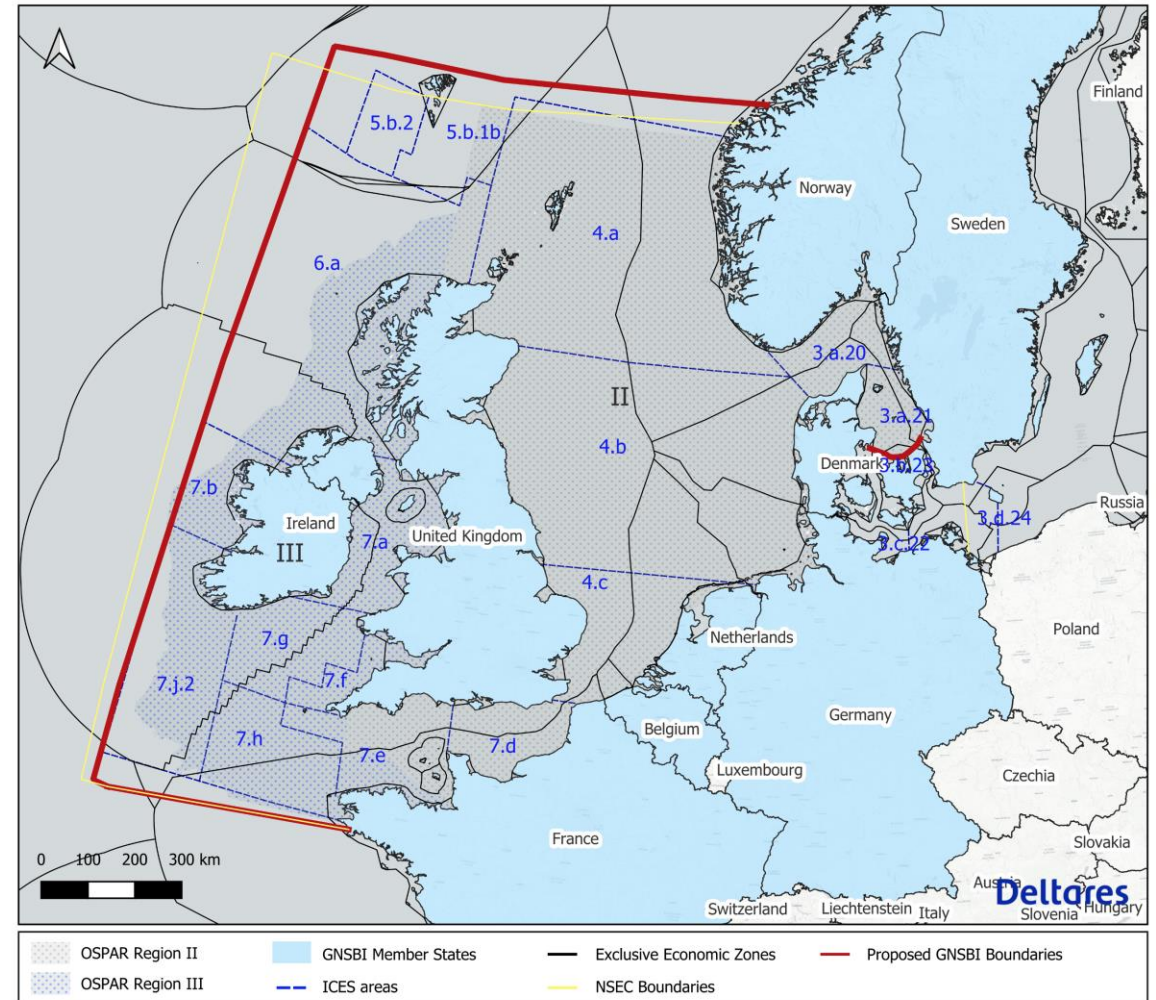 Finland
5.b.2
5.b.1b
Norway
Sweden
4.a
6.a
3.a.20
II
3.a.21
4.b
Denmark
3.b.23
7.b
Russia
Ireland
7.a
United Kingdom
3.d.24
III
3.c.22
4.c
7.g
Netherlands
Poland
7.j.2
7.f
Germany
7.h
Belgium
7.e
7.d
Luxembourg
Czechia
France
Slovakia
0 100 200 300 km
Austria
Deltares
Switzerland
Liechtenstein
Italy
Slovenia
Hungary
OSPAR Region II
GNSBI Member States
Exclusive Economic Zones
Proposed GNSBI Boundaries
OSPAR Region III
ICES areas
NSEC Boundaries